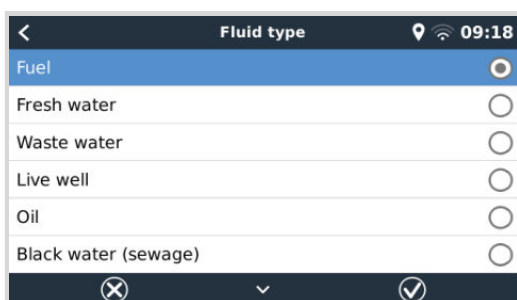 Fluid type 09:18
Fuel
Fresh water
Waste water
Live well
Oil
Black water (sewage)